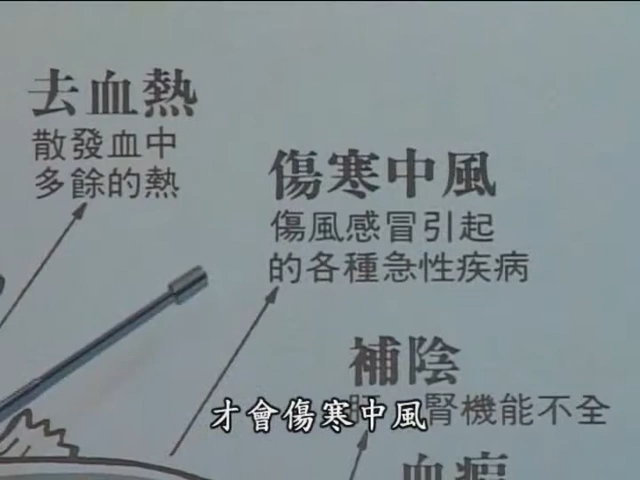 去血熱
散發血中
多餘的熱
傷寒中風
傷風感冒引起
的各種急性疾病
補陰
腎機能不全
才會傷寒中風